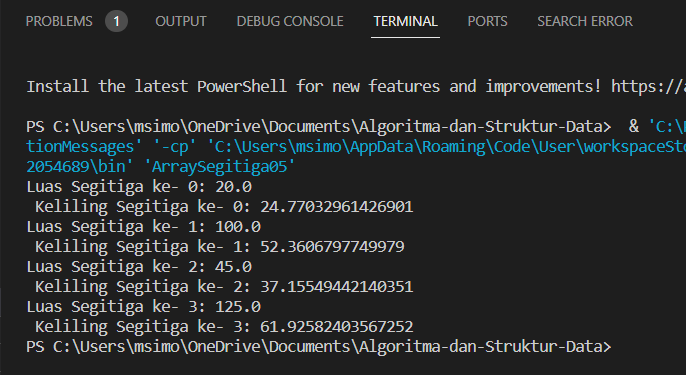 PROBLEMS 1 OUTPUT DEBUG CONSOLE TERMINAL PORTS SEARCH ERROR
Install the latest PowerShell for new features and improvements! https://a
PS C:\Users\msimo\OneDrive\Documents\Algoritma-dan-Struktur-Data>  & 'C:\
tionMessages' '-cp' 'C:\Users\msimo\AppData\Roaming\Code\User\workspaceSto
2054689\bin' 'ArraySegitiga05'
Luas Segitiga ke- 0: 20.0
 Keliling Segitiga ke- 0: 24.77032961426901
Luas Segitiga ke- 1: 100.0
 Keliling Segitiga ke- 1: 52.3606797749979
Luas Segitiga ke- 2: 45.0
 Keliling Segitiga ke- 2: 37.15549442140351
Luas Segitiga ke- 3: 125.0
 Keliling Segitiga ke- 3: 61.92582403567252
PS C:\Users\msimo\OneDrive\Documents\Algoritma-dan-Struktur-Data>